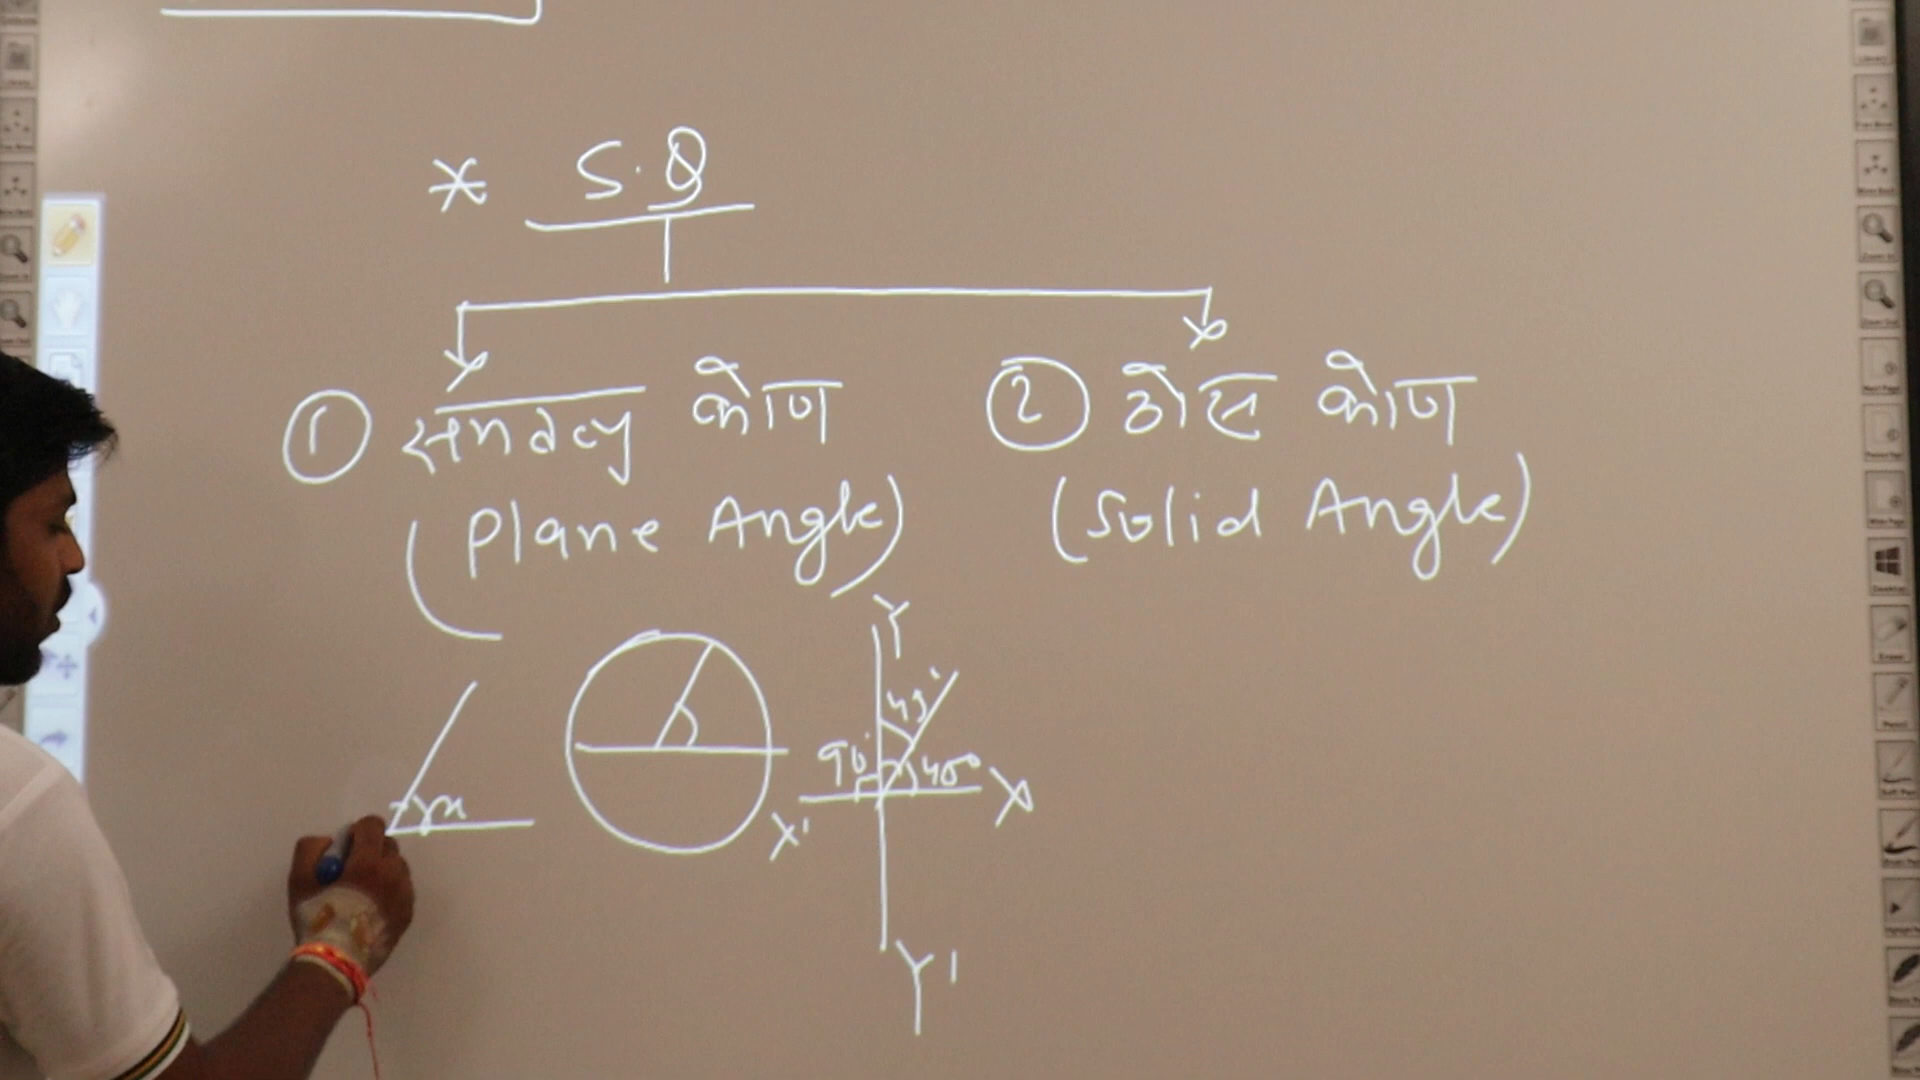 * S.Q
① समतल कोण ② ठोस कोण
(Plane Angle) (Solid Angle)
Y
45°
90°
X' X
Y'